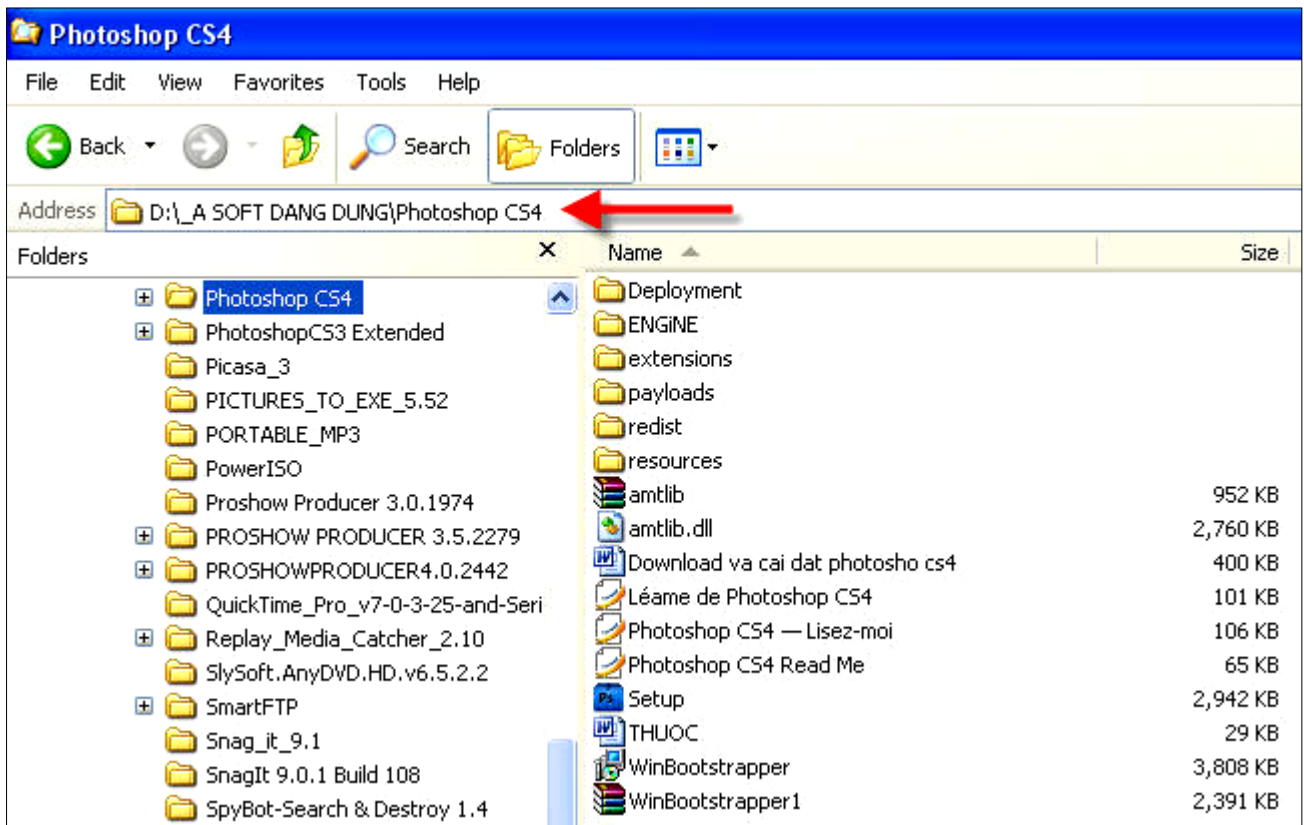 Photoshop CS4
File Edit View Favorites Tools Help
Back Search Folders
Address D:\_A SOFT DANG DUNG\Photoshop CS4
Folders
Photoshop CS4
PhotoshopCS3 Extended
Picasa_3
PICTURES_TO_EXE_5.52
PORTABLE_MP3
PowerISO
Proshow Producer 3.0.1974
PROSHOW PRODUCER 3.5.2279
PROSHOWPRODUCER4.0.2442
QuickTime_Pro_v7-0-3-25-and-Seri
Replay_Media_Catcher_2.10
SlySoft.AnyDVD.HD.v6.5.2.2
SmartFTP
Snag_it_9.1
SnagIt 9.0.1 Build 108
SpyBot-Search & Destroy 1.4
Name Size
Deployment
ENGiNE
extensions
payloads
redist
resources
amtlib 952 KB
amtlib.dll 2,760 KB
Download va cai dat photosho cs4 400 KB
Léame de Photoshop CS4 101 KB
Photoshop CS4 — Lisez-moi 106 KB
Photoshop CS4 Read Me 65 KB
Setup 2,942 KB
THUOC 29 KB
WinBootstrapper 3,808 KB
WinBootstrapper1 2,391 KB